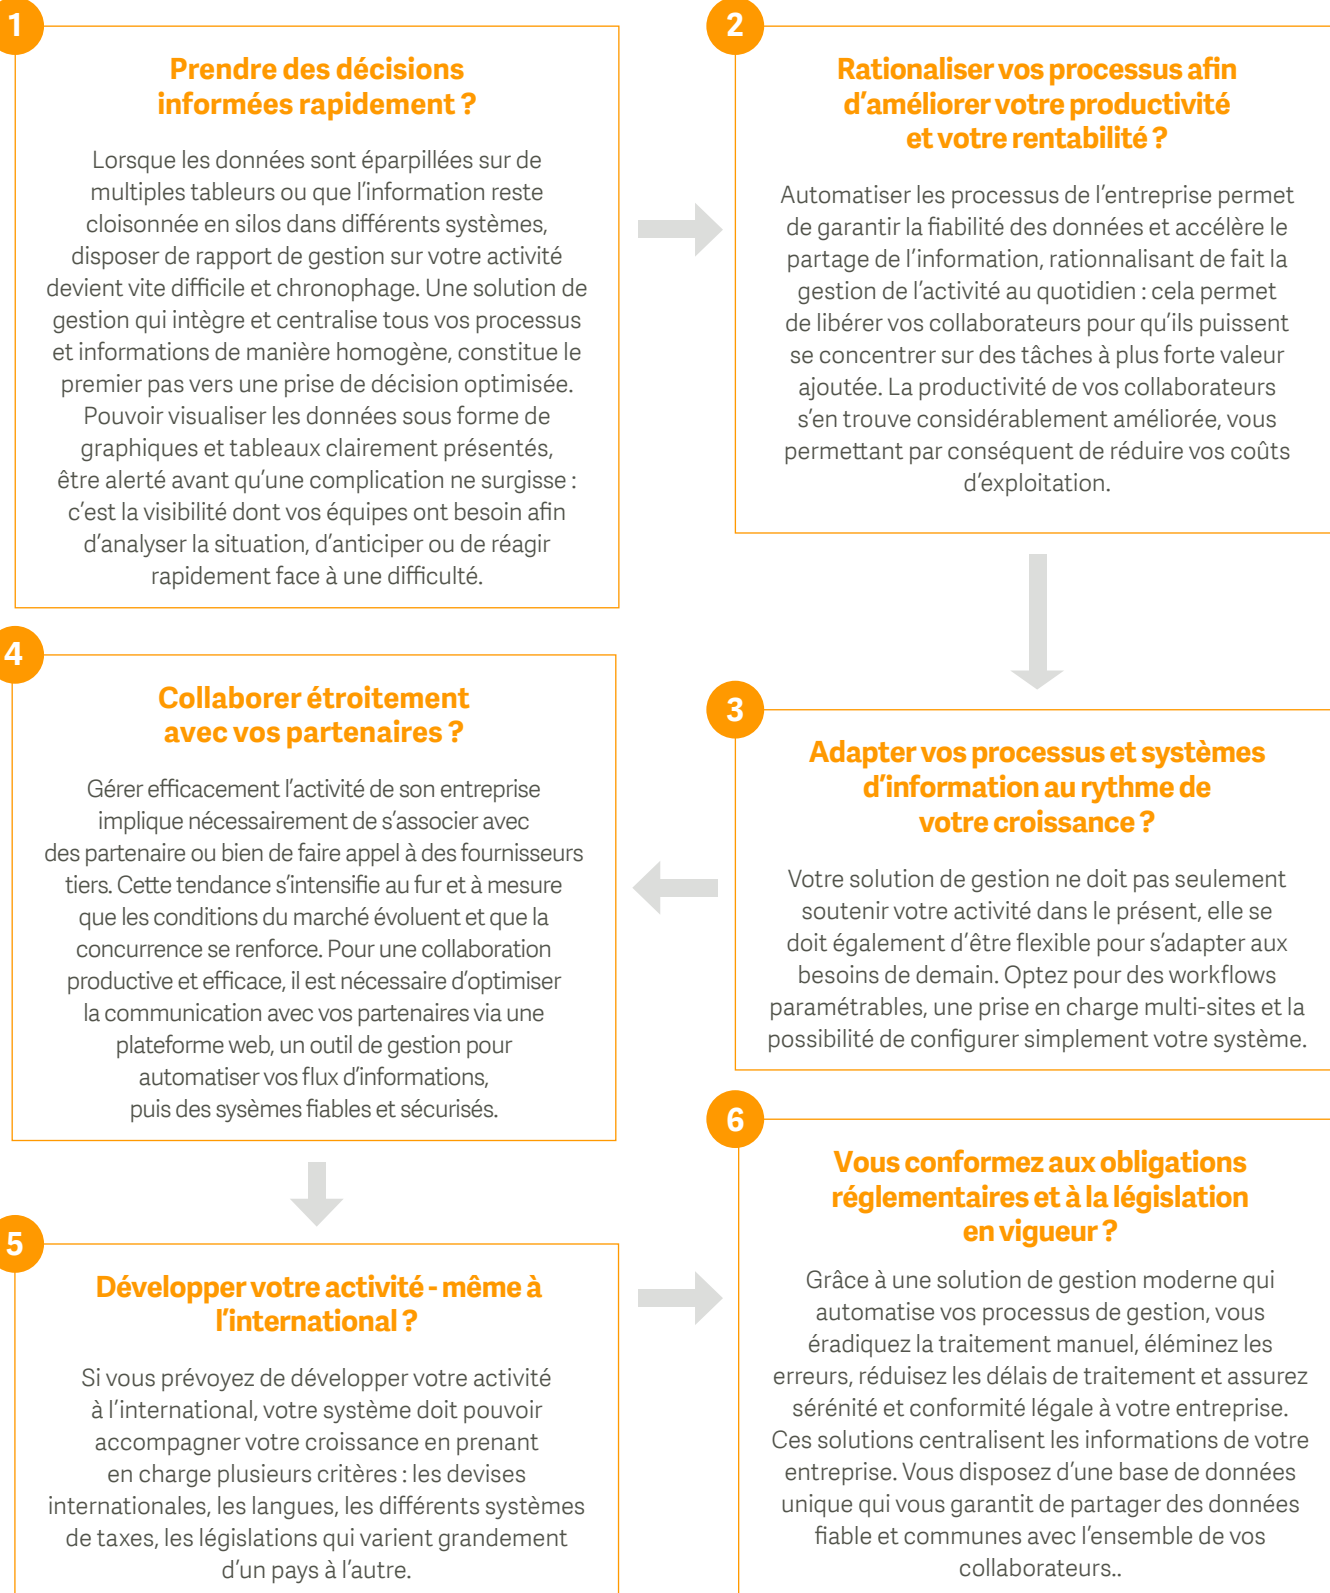 1
Prendre des décisions
informées rapidement ?
Lorsque les données sont éparpillées sur de
multiples tableurs ou que l’information reste
cloisonnée en silos dans différents systèmes,
disposer de rapport de gestion sur votre activité
devient vite difficile et chronophage. Une solution de
gestion qui intègre et centralise tous vos processus
et informations de manière homogène, constitue le
premier pas vers une prise de décision optimisée.
Pouvoir visualiser les données sous forme de
graphiques et tableaux clairement présentés,
être alerté avant qu’une complication ne surgisse :
c’est la visibilité dont vos équipes ont besoin afin
d’analyser la situation, d’anticiper ou de réagir
rapidement face à une difficulté.
2
Rationaliser vos processus afin
d’améliorer votre productivité
et votre rentabilité ?
Automatiser les processus de l’entreprise permet
de garantir la fiabilité des données et accélère le
partage de l’information, rationnalisant de fait la
gestion de l’activité au quotidien : cela permet
de libérer vos collaborateurs pour qu’ils puissent
se concentrer sur des tâches à plus forte valeur
ajoutée. La productivité de vos collaborateurs
s’en trouve considérablement améliorée, vous
permettant par conséquent de réduire vos coûts
d’exploitation.
3
Adapter vos processus et systèmes
d’information au rythme de
votre croissance ?
Votre solution de gestion ne doit pas seulement
soutenir votre activité dans le présent, elle se
doit également d’être flexible pour s’adapter aux
besoins de demain. Optez pour des workflows
paramétrables, une prise en charge multi-sites et la
possibilité de configurer simplement votre système.
4
Collaborer étroitement
avec vos partenaires ?
Gérer efficacement l’activité de son entreprise
implique nécessairement de s’associer avec
des partenaire ou bien de faire appel à des fournisseurs
tiers. Cette tendance s’intensifie au fur et à mesure
que les conditions du marché évoluent et que la
concurrence se renforce. Pour une collaboration
productive et efficace, il est nécessaire d’optimiser
la communication avec vos partenaires via une
plateforme web, un outil de gestion pour
automatiser vos flux d’informations,
puis des sysèmes fiables et sécurisés.
5
Développer votre activité - même à
l’international ?
Si vous prévoyez de développer votre activité
à l’international, votre système doit pouvoir
accompagner votre croissance en prenant
en charge plusieurs critères : les devises
internationales, les langues, les différents systèmes
de taxes, les législations qui varient grandement
d’un pays à l’autre.
6
Vous conformez aux obligations
réglementaires et à la législation
en vigueur ?
Grâce à une solution de gestion moderne qui
automatise vos processus de gestion, vous
éradiquez la traitement manuel, éléminez les
erreurs, réduisez les délais de traitement et assurez
sérénité et conformité légale à votre entreprise.
Ces solutions centralisent les informations de votre
entreprise. Vous disposez d’une base de données
unique qui vous garantit de partager des données
fiable et communes avec l’ensemble de vos
collaborateurs..